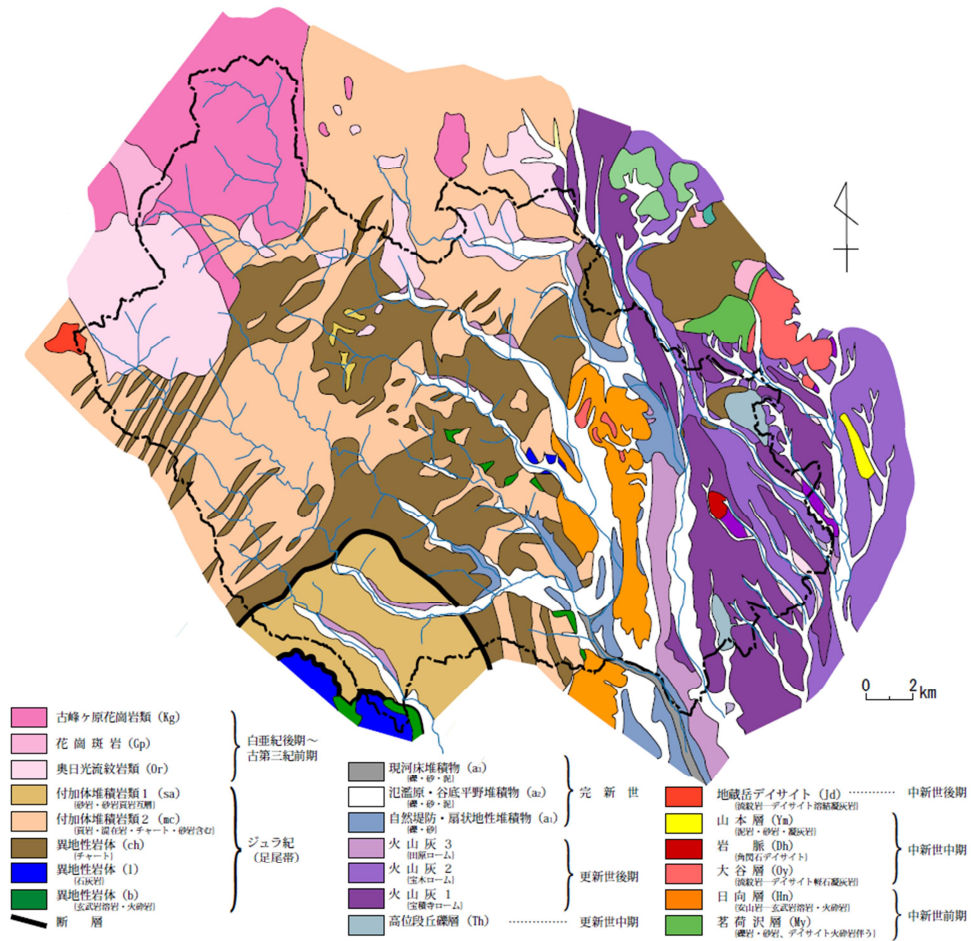 0 2km
古峰ヶ原花崗岩類 (Kg)
花崗斑岩 (Gp)
奥日光流紋岩類 (Or)
白亜紀後期～
古第三紀前期
付加体堆積岩類1 (sa)
(砂岩・砂岩頁岩互層)
付加体堆積岩類2 (mc)
(頁岩・混在岩・チャート・砂岩含む)
異地性岩体 (ch)
(チャート)
異地性岩体 (l)
(石灰岩)
異地性岩体 (b)
(玄武岩溶岩・火砕岩)
断層
ジュラ紀
(足尾帯)
現河床堆積物 (a₃)
(礫・砂・泥)
氾濫原・谷底平野堆積物 (a₂)
(礫・砂・泥)
自然堤防・扇状地性堆積物 (a₁)
(礫・砂)
完新世
火山灰3
(田原ローム)
火山灰2
(宝木ローム)
火山灰1
(宝積寺ローム)
更新世後期
高位段丘礫層 (Th)
更新世中期
地蔵岳デイサイト (Jd)
(流紋岩―デイサイト溶結凝灰岩)
中新世後期
山本層 (Ym)
(泥岩・砂岩・凝灰岩)
岩脈 (Dh)
(角閃石デイサイト)
大谷層 (Oy)
(流紋岩―デイサイト軽石凝灰岩)
中新世中期
日向層 (Hn)
(安山岩―玄武岩溶岩・火砕岩)
茗荷沢層 (My)
(礫岩・砂岩、デイサイト火砕岩伴う)
中新世前期